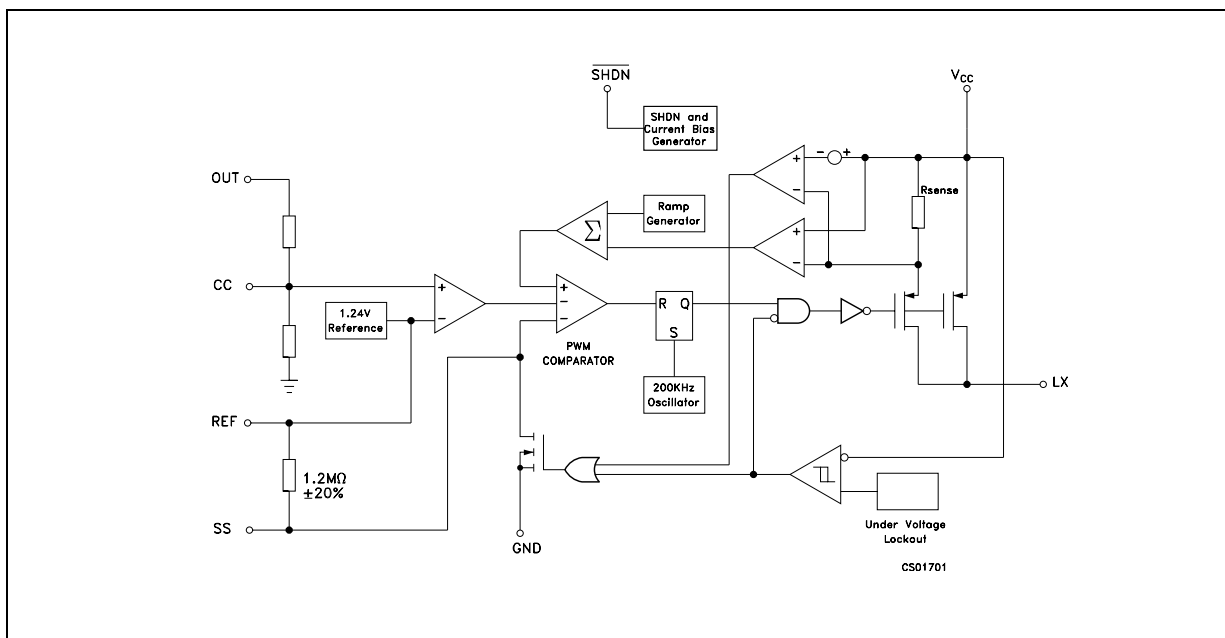 SHDN
VCC
SHDN and
Current Bias
Generator
- +
+
-
Rsense
OUT
Ramp
Generator
Σ
+
-
CC
+
-
+
-
-
1.24V
Reference
PWM
COMPARATOR
R Q
S
200KHz
Oscillator
LX
REF
1.2MΩ
±20%
SS
GND
Under Voltage
Lockout
CS01701